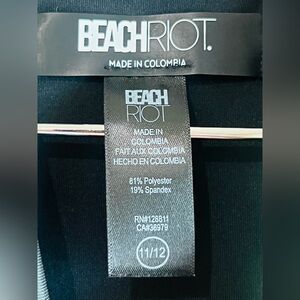 BEACHRIOT.
MADE IN COLOMBIA
BEACH
RIOT
MADE IN
COLOMBIA
FAIT AUX COLOMBIA
HECHO EN COLOMBIA
81% Polyester
19% Spandex
RN#128811
CA#36979
11/12